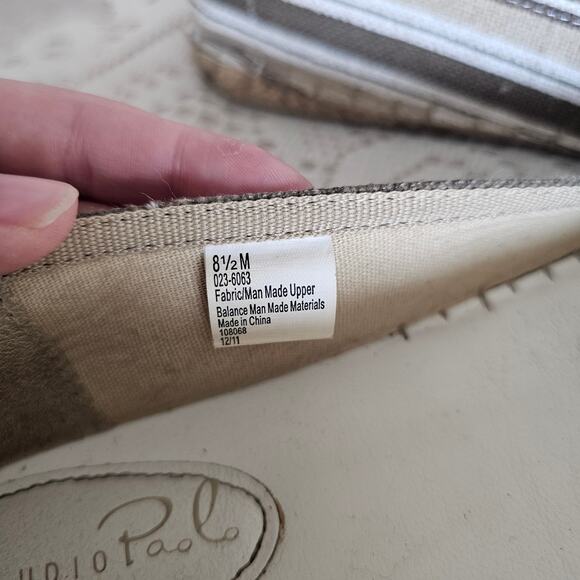 8½ M
023-6063
Fabric/Man Made Upper
Balance Man Made Materials
Made in China
108068
12/11
UDIO Paolo